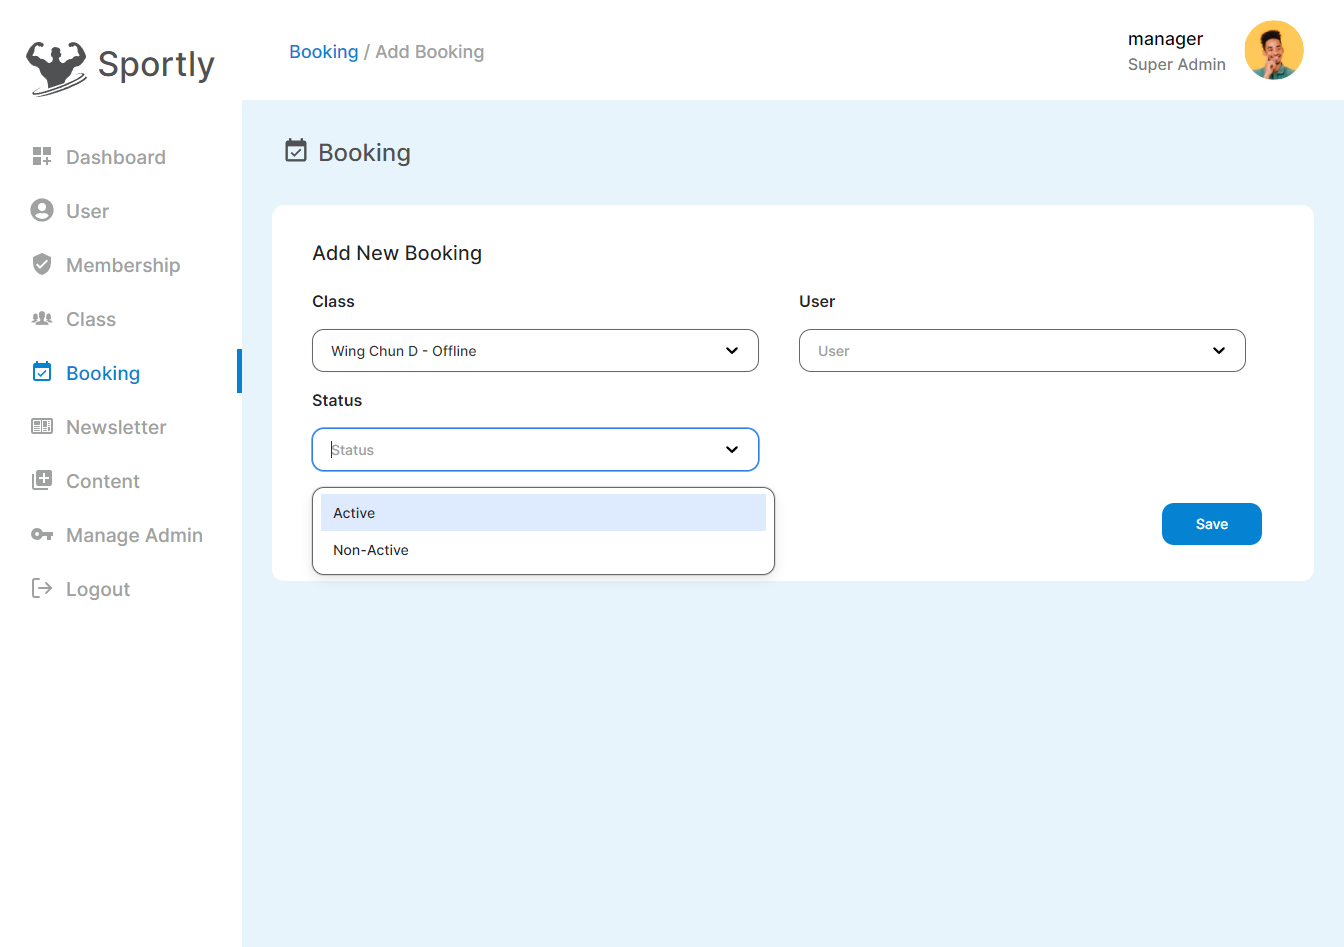 Sportly
Booking / Add Booking
manager
Super Admin
Dashboard
User
Membership
Class
Booking
Newsletter
Content
Manage Admin
Logout
Booking
Add New Booking
Class
User
Wing Chun D - Offline
User
Status
Status
Active
Non-Active
Save